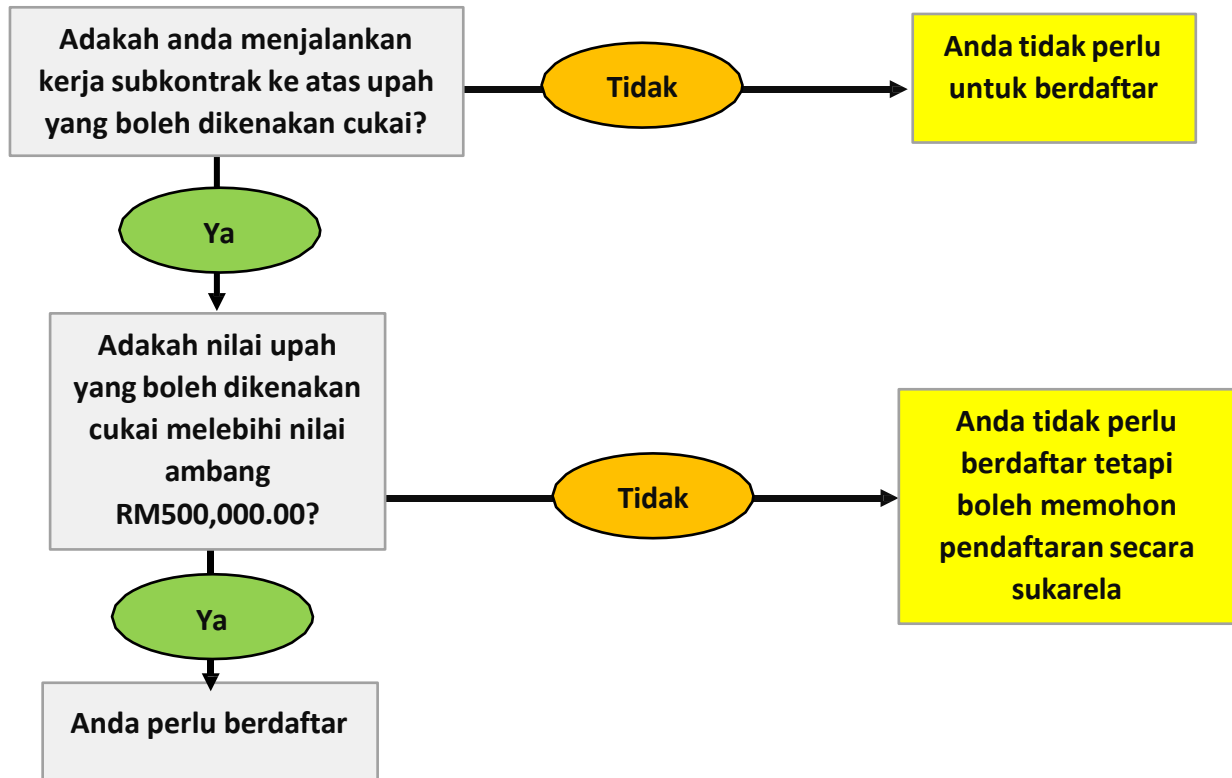 Adakah anda menjalankan
kerja subkontrak ke atas upah
yang boleh dikenakan cukai?
Tidak
Anda tidak perlu
untuk berdaftar
Ya
Adakah nilai upah
yang boleh dikenakan
cukai melebihi nilai
ambang
RM500,000.00?
Tidak
Anda tidak perlu
berdaftar tetapi
boleh memohon
pendaftaran secara
sukarela
Ya
Anda perlu berdaftar